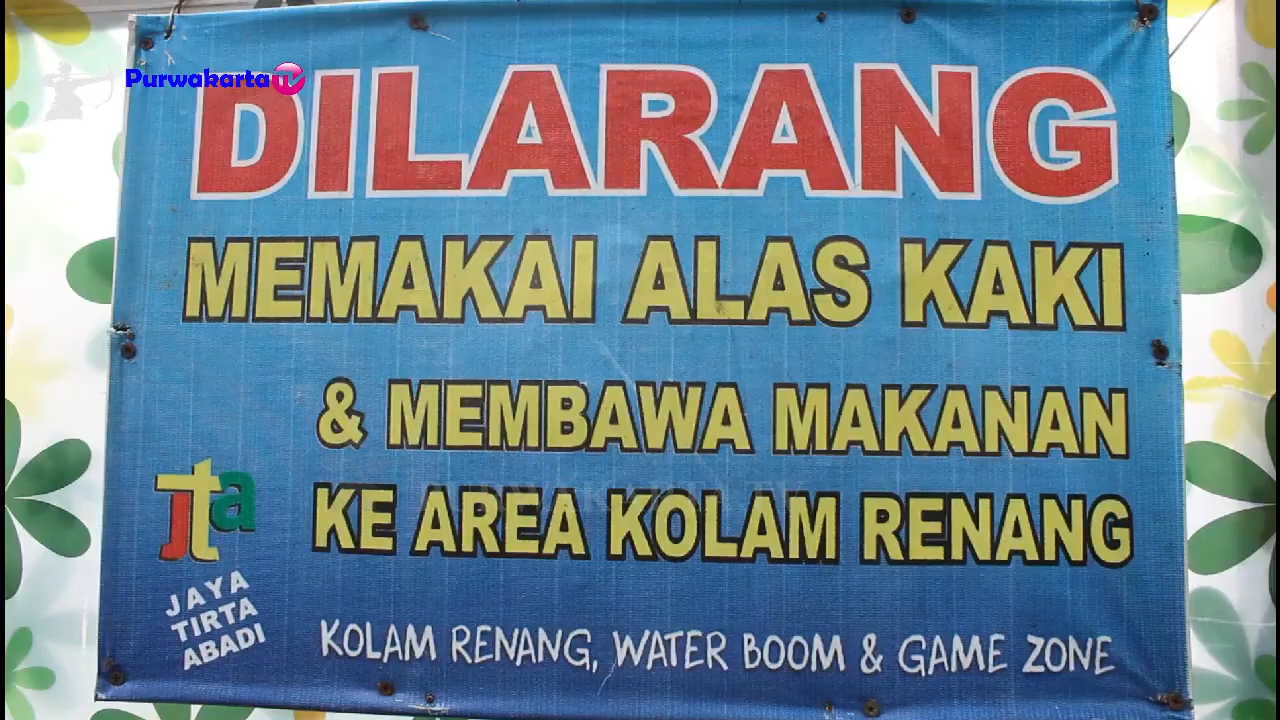 Purwakarta TV
DILARANG
MEMAKAI ALAS KAKI
& MEMBAWA MAKANAN
KE AREA KOLAM RENANG
jta
JAYA
TIRTA
ABADI
KOLAM RENANG, WATER BOOM & GAME ZONE